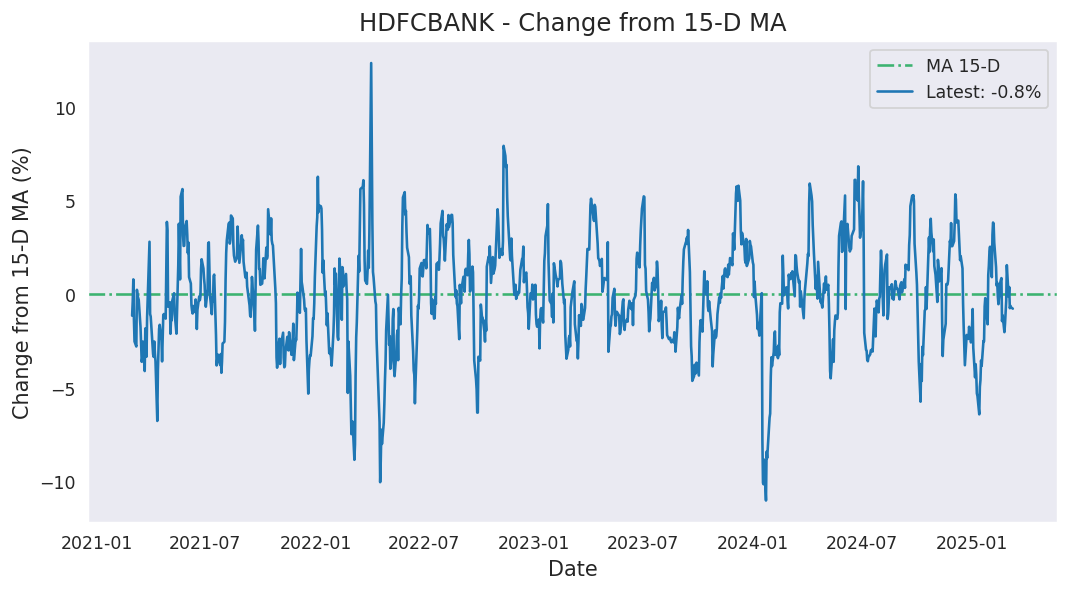 HDFCBANK - Change from 15-D MA
MA 15-D
Latest: -0.8%
Change from 15-D MA (%)
10
5
0
−5
−10
2021-01 2021-07 2022-01 2022-07 2023-01 2023-07 2024-01 2024-07 2025-01
Date